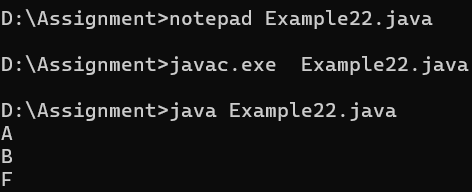 D:\Assignment>notepad Example22.java
D:\Assignment>javac.exe  Example22.java
D:\Assignment>java Example22.java
A
B
F